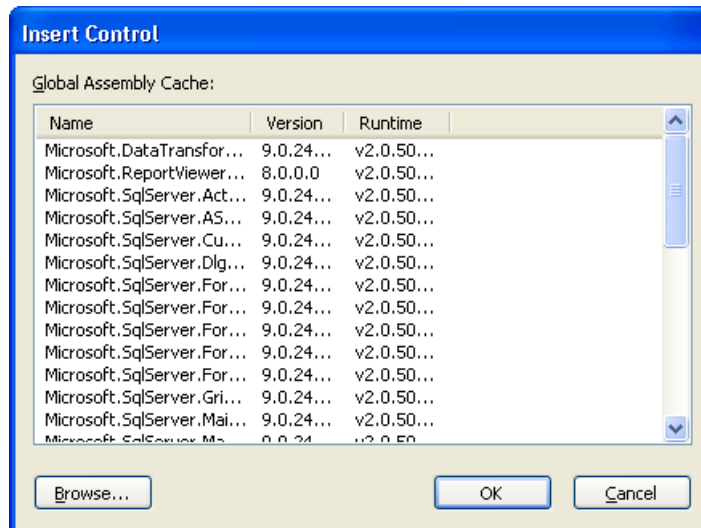 Insert Control
Global Assembly Cache:
Name Version Runtime
Microsoft.DataTransfor... 9.0.24... v2.0.50...
Microsoft.ReportViewer... 8.0.0.0 v2.0.50...
Microsoft.SqlServer.Act... 9.0.24... v2.0.50...
Microsoft.SqlServer.AS... 9.0.24... v2.0.50...
Microsoft.SqlServer.Cu... 9.0.24... v2.0.50...
Microsoft.SqlServer.Dlg... 9.0.24... v2.0.50...
Microsoft.SqlServer.For... 9.0.24... v2.0.50...
Microsoft.SqlServer.For... 9.0.24... v2.0.50...
Microsoft.SqlServer.For... 9.0.24... v2.0.50...
Microsoft.SqlServer.For... 9.0.24... v2.0.50...
Microsoft.SqlServer.For... 9.0.24... v2.0.50...
Microsoft.SqlServer.Gri... 9.0.24... v2.0.50...
Microsoft.SqlServer.Mai... 9.0.24... v2.0.50...
Browse... OK Cancel